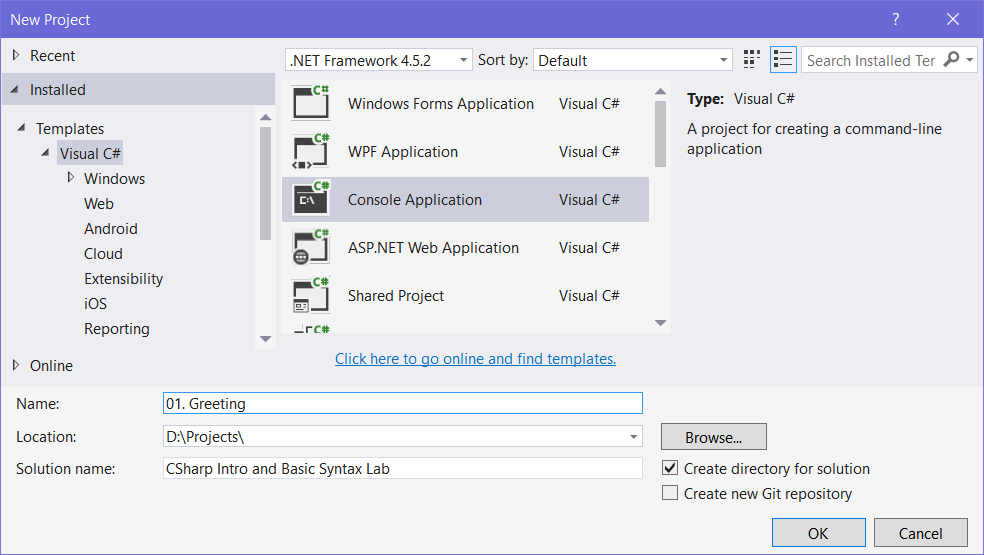 New Project
?
Recent
.NET Framework 4.5.2
Sort by:
Default
Search Installed Ter
Installed
Templates
Visual C#
Windows
Web
Android
Cloud
Extensibility
iOS
Reporting
Online
C# Windows Forms Application Visual C#
C# WPF Application Visual C#
C# C:\ Console Application Visual C#
C# ASP.NET Web Application Visual C#
C# Shared Project Visual C#
C#
Click here to go online and find templates.
Type: Visual C#
A project for creating a command-line
application
Name: 01. Greeting
Location: D:\Projects\
Browse...
Solution name: CSharp Intro and Basic Syntax Lab
Create directory for solution
Create new Git repository
OK
Cancel